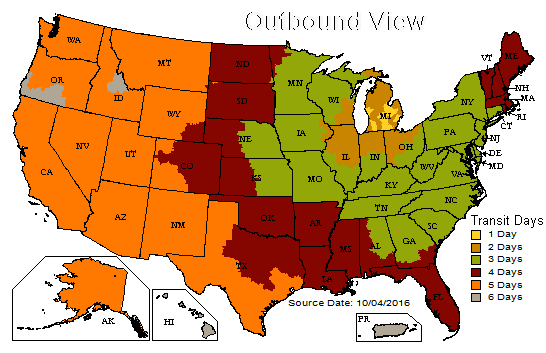 Outbound View
WA
MT
ND
MN
VT
ME
OR
ID
SD
WI
MI
NY
NH
MA
RI
CT
WY
IA
PA
NJ
NV
UT
NE
IL
IN
OH
DE
MD
CA
CO
KS
MO
WV
VA
KY
AZ
NM
OK
AR
TN
NC
SC
TX
LA
MS
AL
GA
FL
AK
HI
PR
Source Date: 10/04/2016
Transit Days
1 Day
2 Days
3 Days
4 Days
5 Days
6 Days